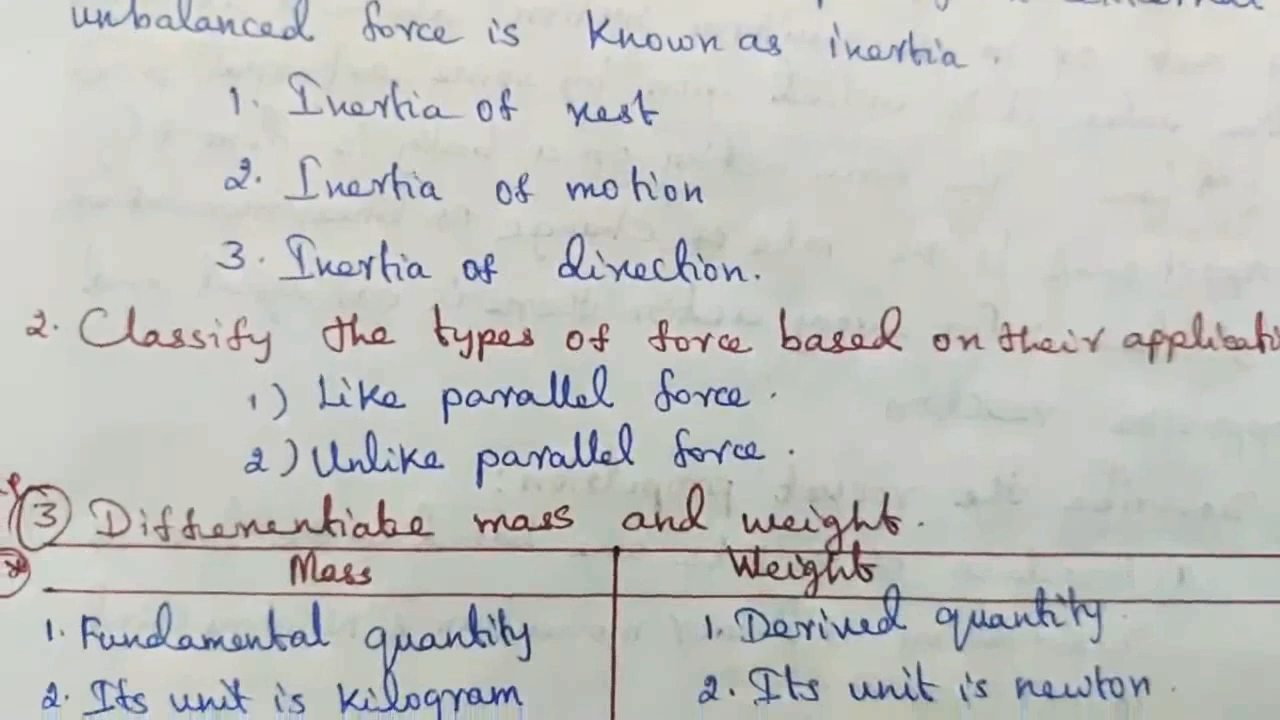 unbalanced force is known as inertia.
1. Inertia of rest
2. Inertia of motion
3. Inertia of direction.
2. Classify the types of force based on their applicati
1) Like parallel force.
2) Unlike parallel force.
3 Differentiate mass and weight.
Mass Weight
1. Fundamental quantity 1. Derived quantity.
2. Its unit is kilogram 2. Its unit is newton.